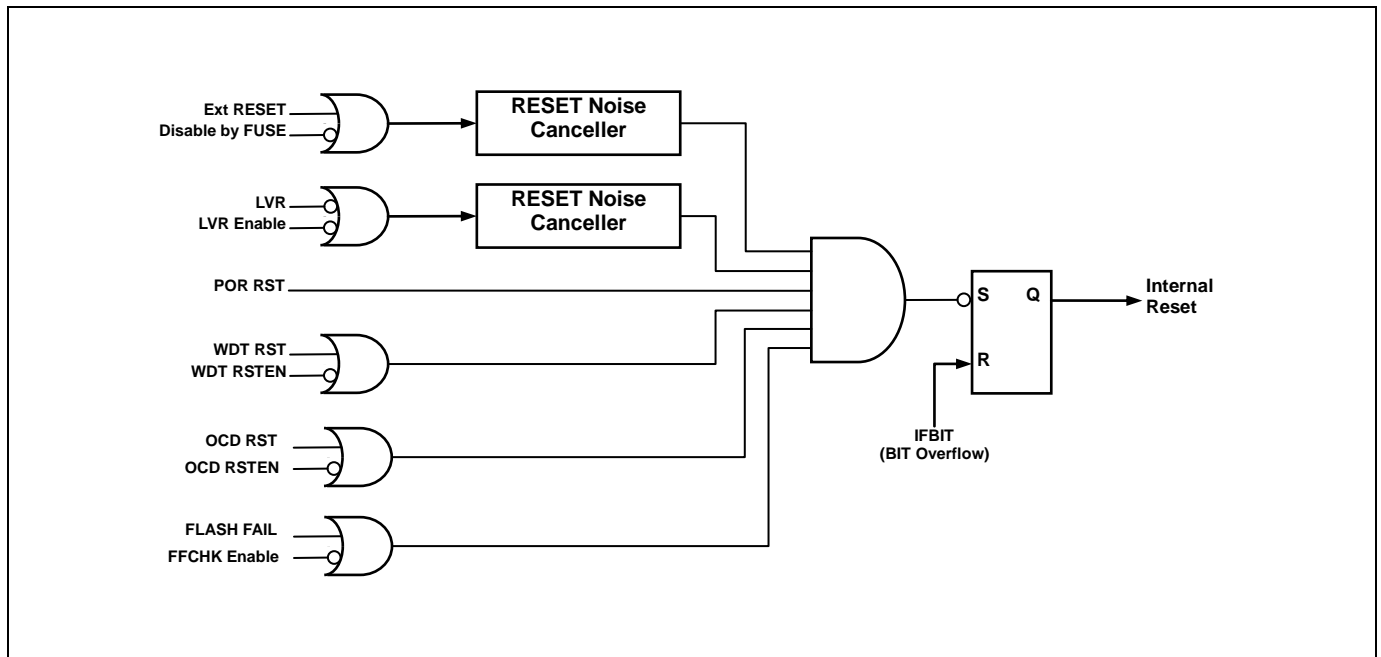 Ext RESET
Disable by FUSE
RESET Noise
Canceller
LVR
LVR Enable
RESET Noise
Canceller
POR RST
WDT RST
WDT RSTEN
OCD RST
OCD RSTEN
FLASH FAIL
FFCHK Enable
S Q
R
IFBIT
(BIT Overflow)
Internal
Reset